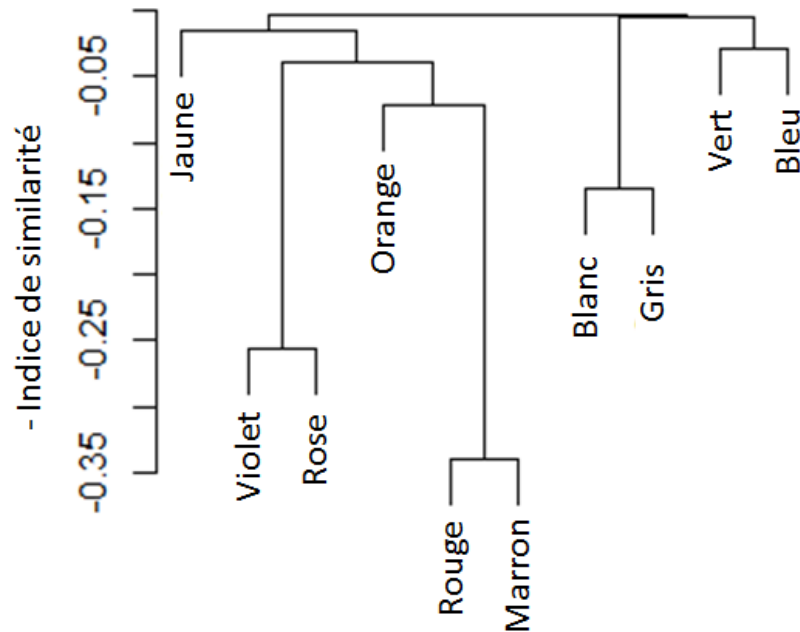 - Indice de similarité
-0.05
-0.15
-0.25
-0.35
Jaune
Violet
Rose
Orange
Rouge
Marron
Blanc
Gris
Vert
Bleu